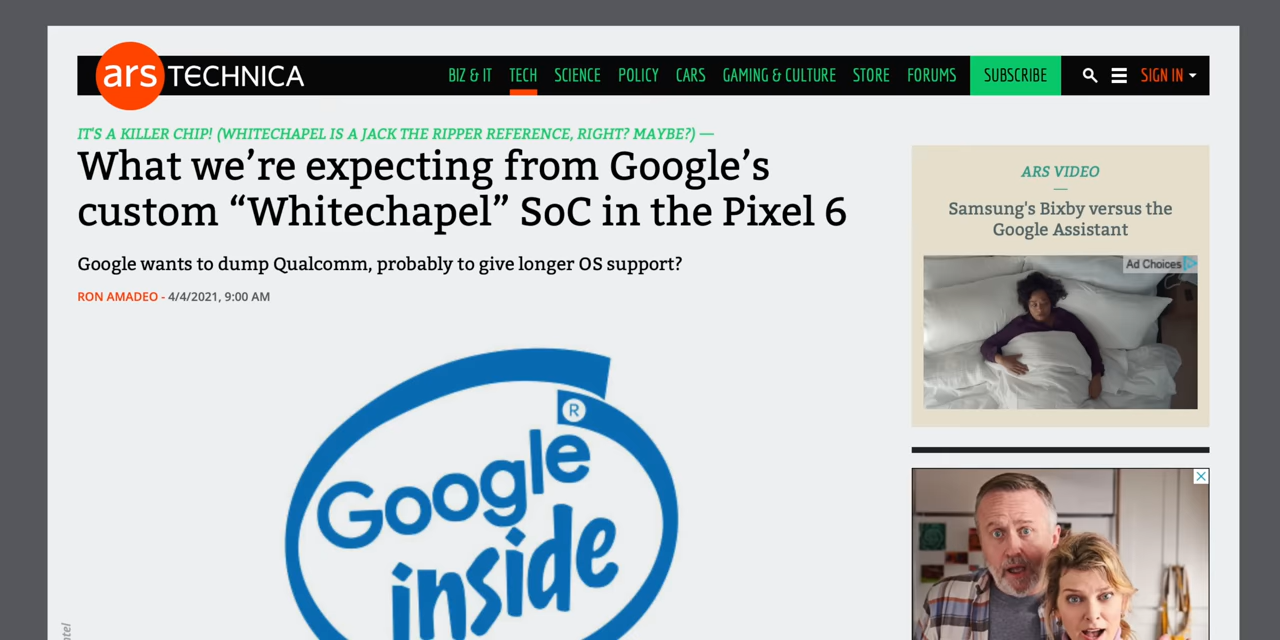 ars TECHNICA
BIZ & IT TECH SCIENCE POLICY CARS GAMING & CULTURE STORE FORUMS SUBSCRIBE SIGN IN
IT'S A KILLER CHIP! (WHITECHAPEL IS A JACK THE RIPPER REFERENCE, RIGHT? MAYBE?) —
What we’re expecting from Google’s
custom “Whitechapel” SoC in the Pixel 6
Google wants to dump Qualcomm, probably to give longer OS support?
RON AMADEO - 4/4/2021, 9:00 AM
Google ®
inside
ARS VIDEO
Samsung's Bixby versus the
Google Assistant
Ad Choices